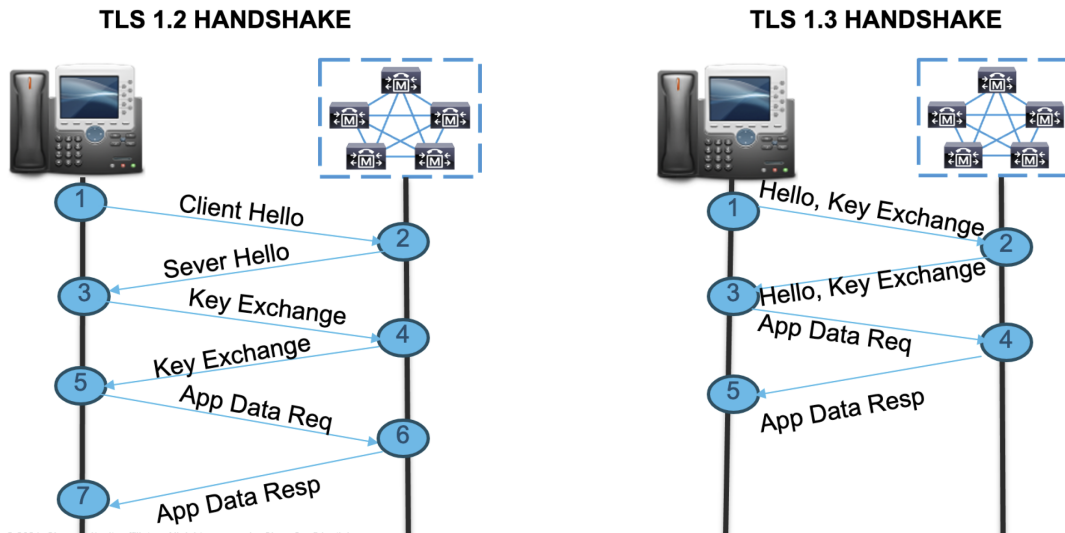 TLS 1.2 HANDSHAKE
M
M
M
M
M
1
Client Hello
2
Sever Hello
3
Key Exchange
4
Key Exchange
5
App Data Req
6
App Data Resp
7
TLS 1.3 HANDSHAKE
M
M
M
M
M
1
Hello, Key Exchange
2
Hello, Key Exchange
3
App Data Req
4
App Data Resp
5